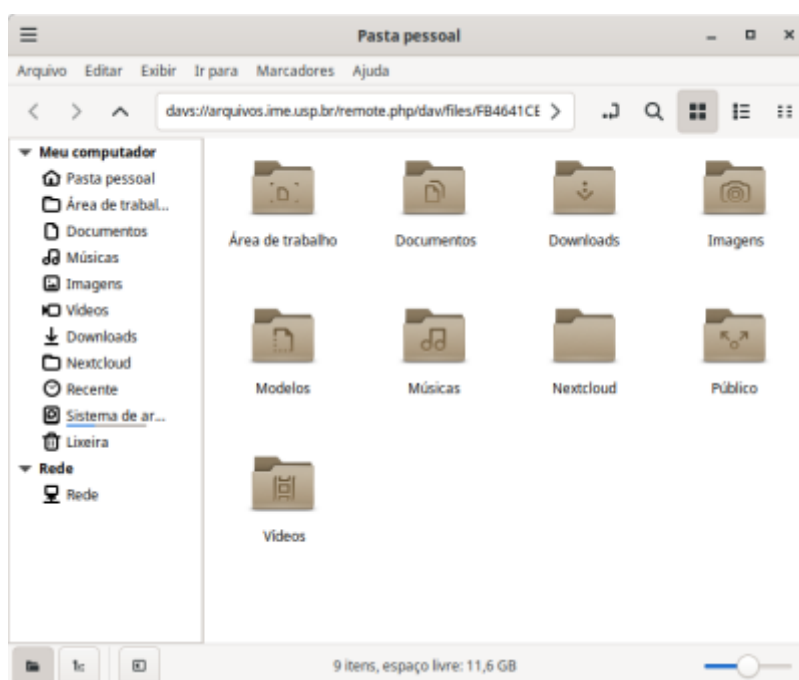 Pasta pessoal
Arquivo Editar Exibir Ir para Marcadores Ajuda
davs://arquivos.ime.usp.br/remote.php/dav/files/FB4641CE
Meu computador
Pasta pessoal
Área de trabal...
Documentos
Músicas
Imagens
Vídeos
Downloads
Nextcloud
Recente
Sistema de ar...
Lixeira
Rede
Rede
Área de trabalho Documentos Downloads Imagens
Modelos Músicas Nextcloud Público
Vídeos
9 itens, espaço livre: 11,6 GB